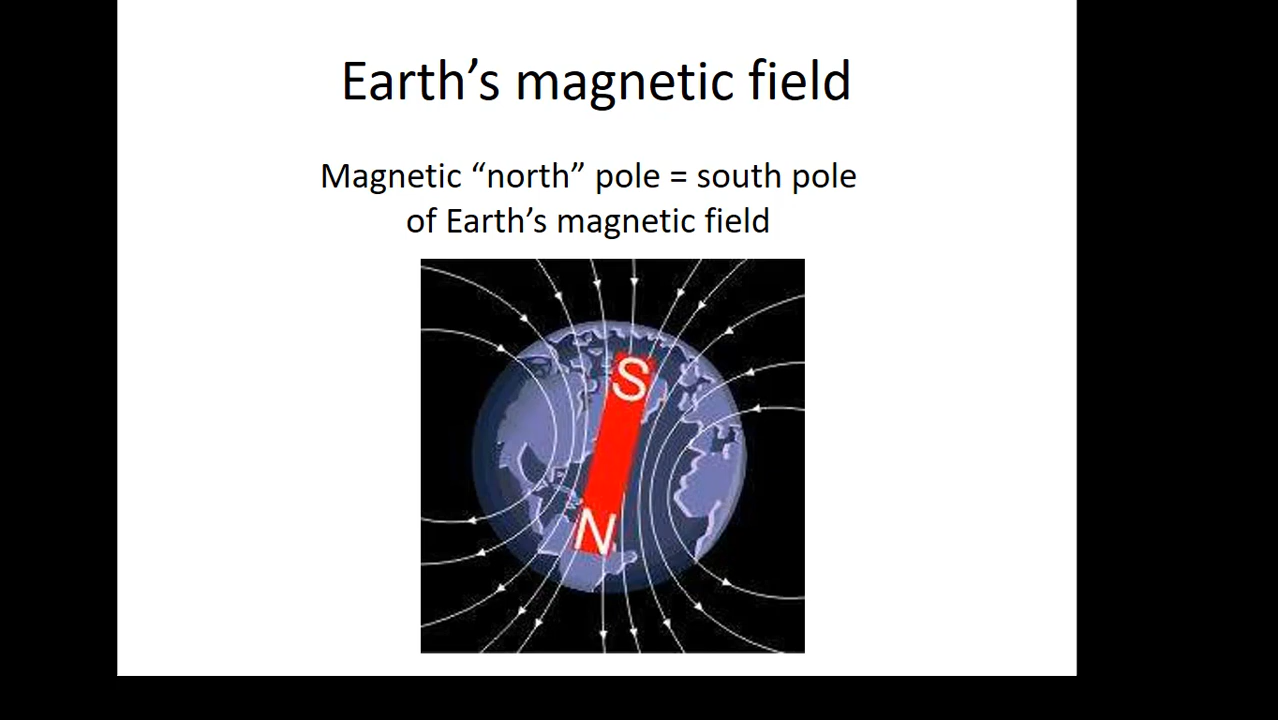 Earth’s magnetic field
Magnetic “north” pole = south pole
of Earth’s magnetic field
S
N